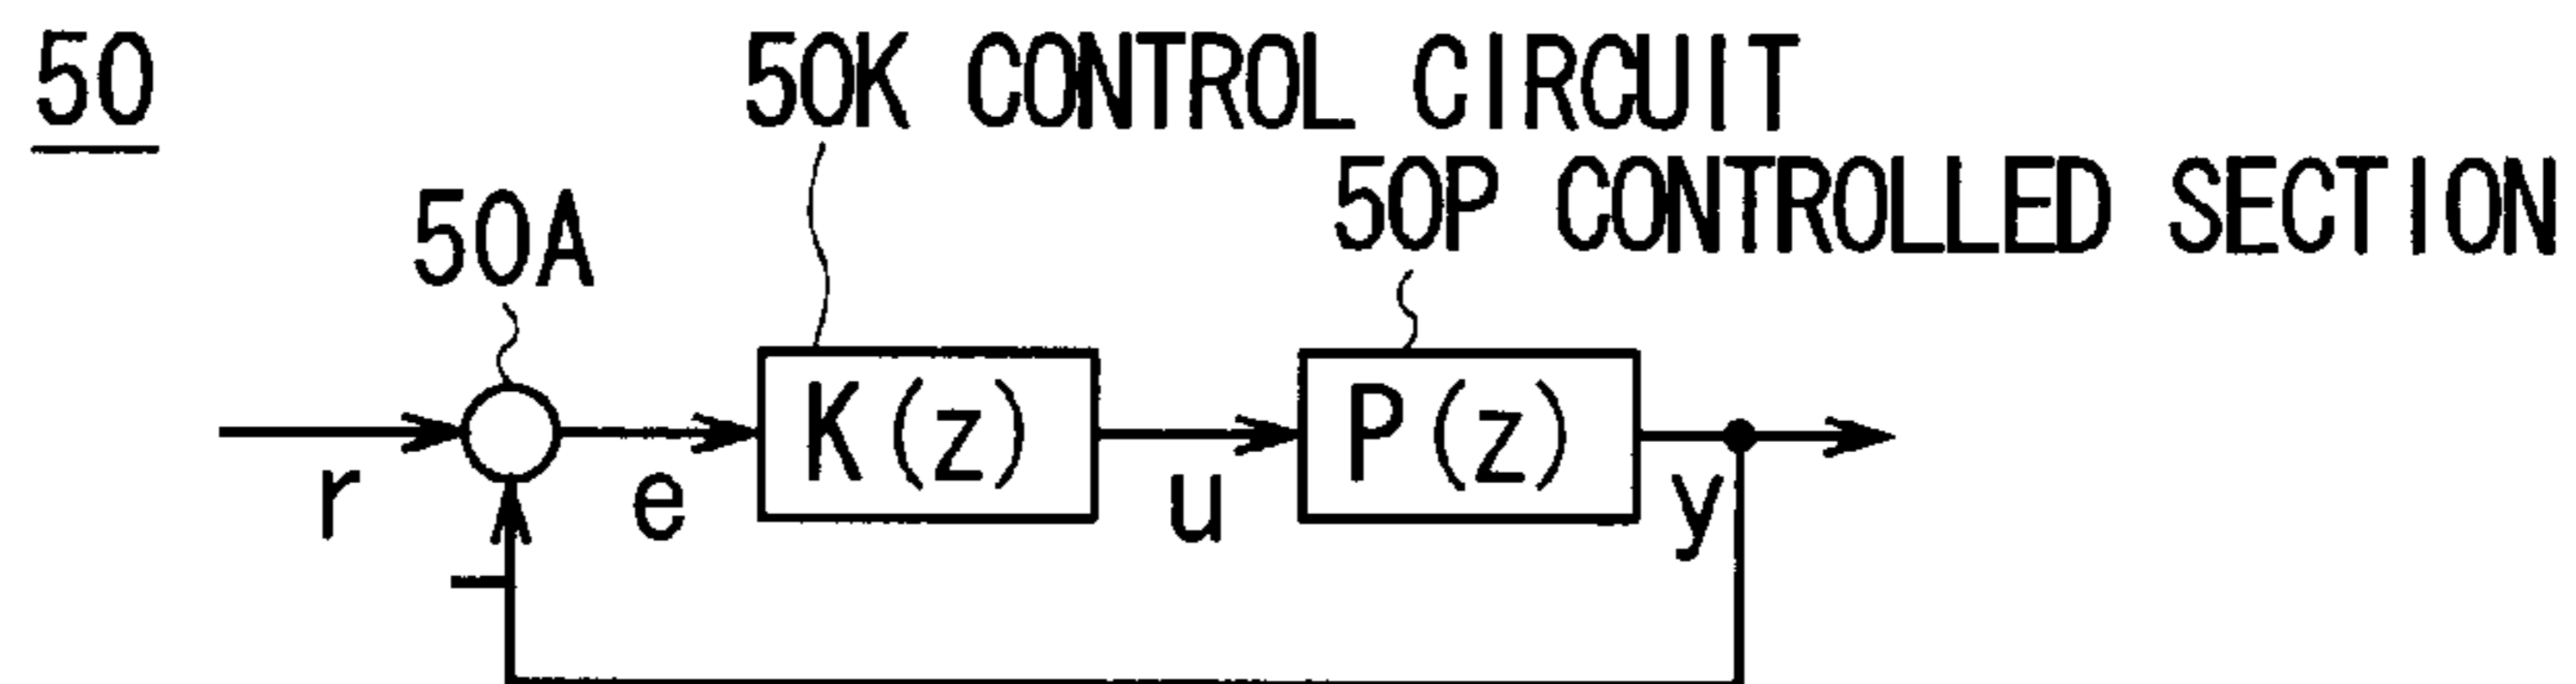 50
50K CONTROL CIRCUIT
50P CONTROLLED SECTION
50A
K(z)
P(z)
r
e
u
y
-